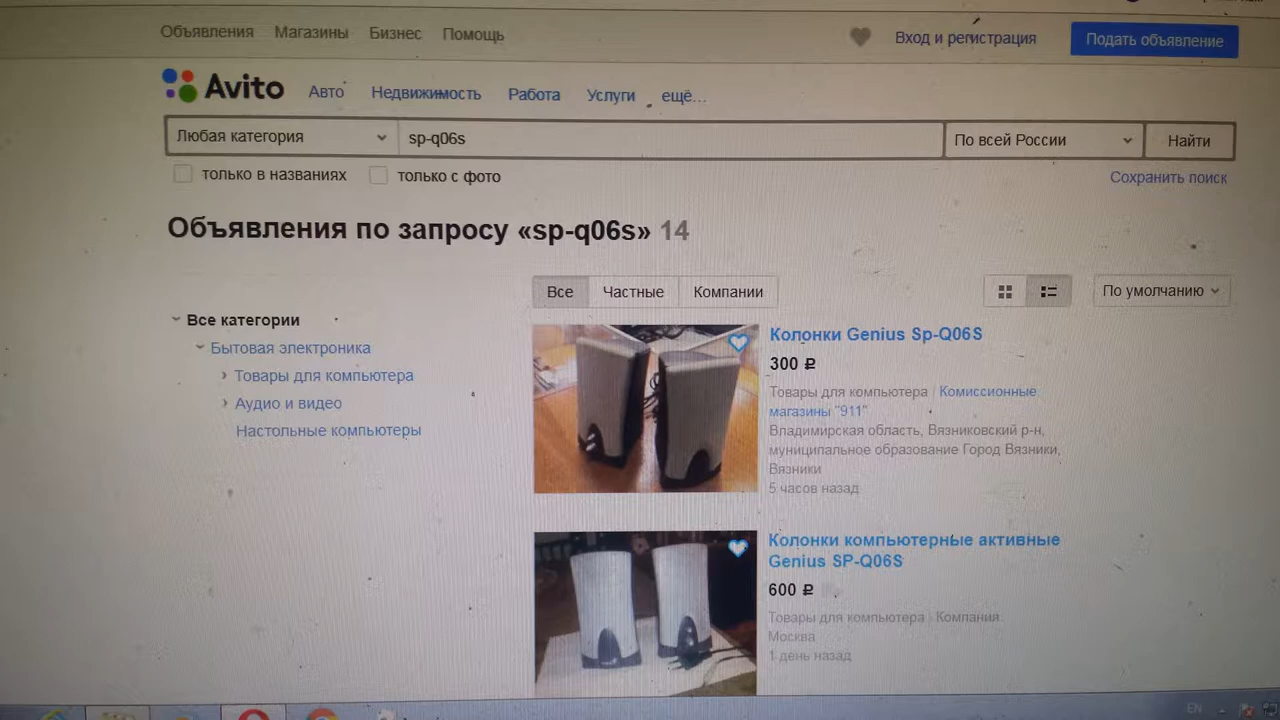 Объявления Магазины Бизнес Помощь
Вход и регистрация Подать объявление
Avito Авто Недвижимость Работа Услуги ещё...
Любая категория sp-q06s По всей России Найти
только в названиях только с фото Сохранить поиск
Объявления по запросу «sp-q06s» 14
Все Частные Компании По умолчанию
Все категории
Бытовая электроника
Товары для компьютера
Аудио и видео
Настольные компьютеры
Колонки Genius Sp-Q06S
300 ₽
Товары для компьютера | Комиссионные
магазины "911"
Владимирская область, Вязниковский р-н,
муниципальное образование Город Вязники,
Вязники
5 часов назад
Колонки компьютерные активные
Genius SP-Q06S
600 ₽
Товары для компьютера | Компания
Москва
1 день назад
EN